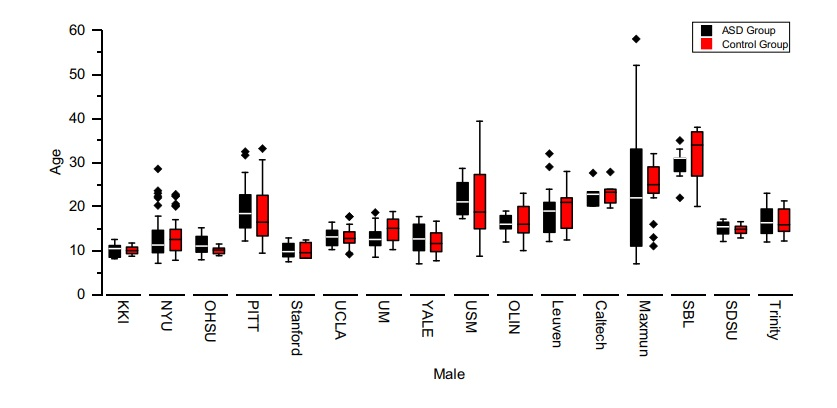 60
50
40
30
20
10
0
Age
ASD Group
Control Group
KKI
NYU
OHSU
PITT
Stanford
UCLA
UM
YALE
USM
OLIN
Leuven
Caltech
Maxmun
SBL
SDSU
Trinity
Male